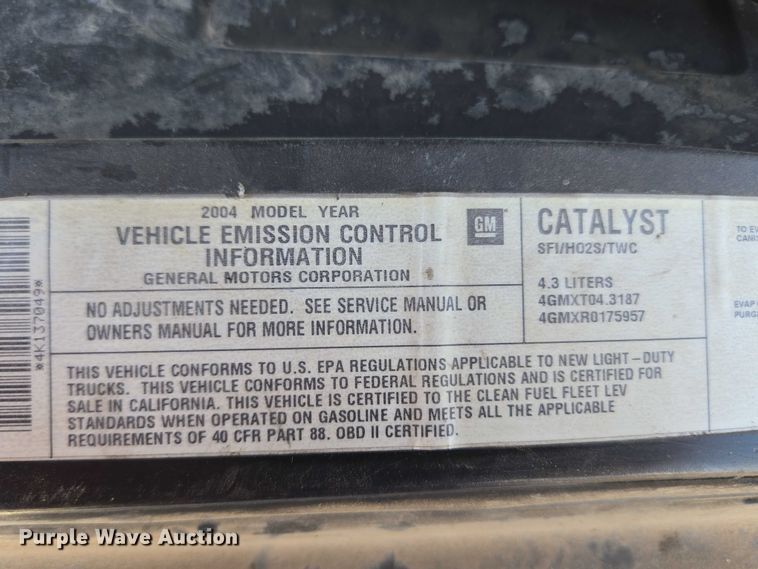 *4K137049*
2004 MODEL YEAR
VEHICLE EMISSION CONTROL
INFORMATION
GENERAL MOTORS CORPORATION
GM
CATALYST
SFI/HO2S/TWC
4.3 LITERS
4GMXT04.3187
4GMXR0175957
NO ADJUSTMENTS NEEDED. SEE SERVICE MANUAL OR
OWNERS MANUAL FOR MORE INFORMATION.
THIS VEHICLE CONFORMS TO U.S. EPA REGULATIONS APPLICABLE TO NEW LIGHT-DUTY
TRUCKS. THIS VEHICLE CONFORMS TO FEDERAL REGULATIONS AND IS CERTIFIED FOR
SALE IN CALIFORNIA. THIS VEHICLE IS CERTIFIED TO THE CLEAN FUEL FLEET LEV
STANDARDS WHEN OPERATED ON GASOLINE AND MEETS ALL THE APPLICABLE
REQUIREMENTS OF 40 CFR PART 88. OBD II CERTIFIED.
TO
EVAP
Purple Wave Auction